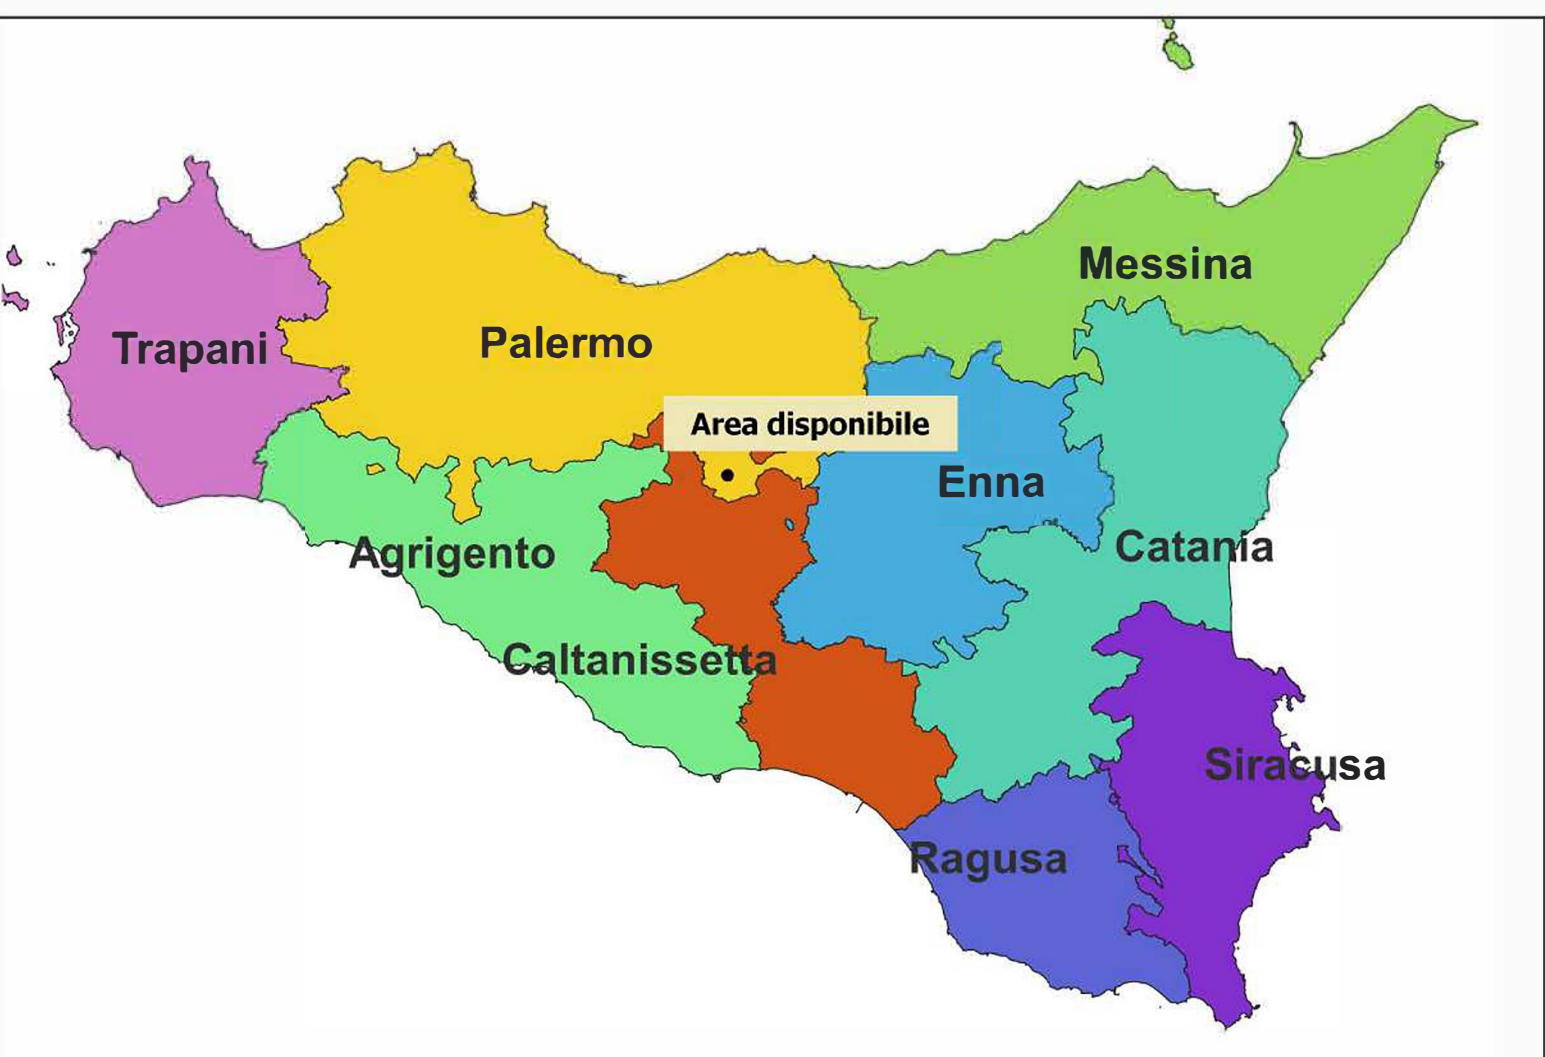 Messina
Trapani
Palermo
Area disponibile
Enna
Agrigento
Catania
Caltanissetta
Siracusa
Ragusa